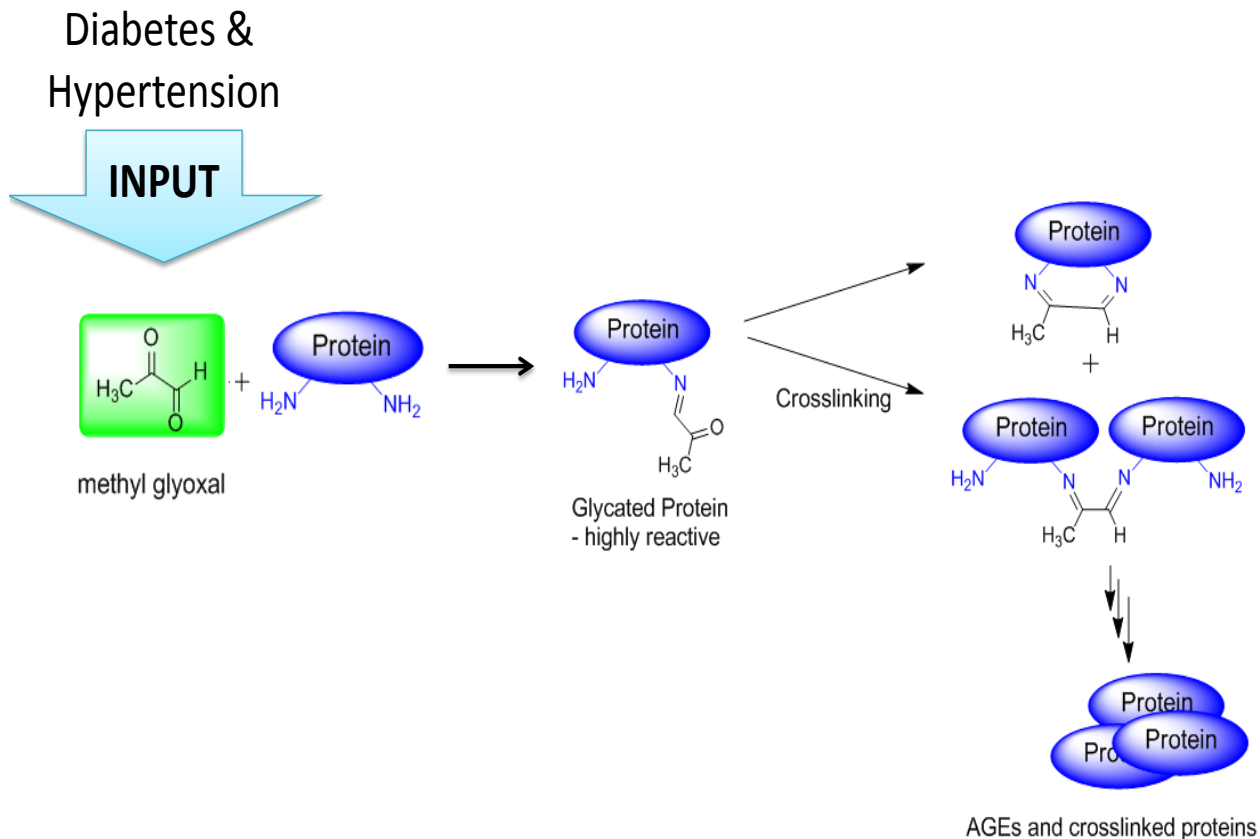 Diabetes &
Hypertension
INPUT
O
H
H₃C
O
+
methyl glyoxal
Protein
H₂N
NH₂
Protein
H₂N
N
O
H₃C
Glycated Protein
- highly reactive
Crosslinking
Protein
N
N
H₃C
H
+
Protein
Protein
H₂N
N
N
NH₂
H₃C
H
Protein
Pro
Protein
AGEs and crosslinked proteins